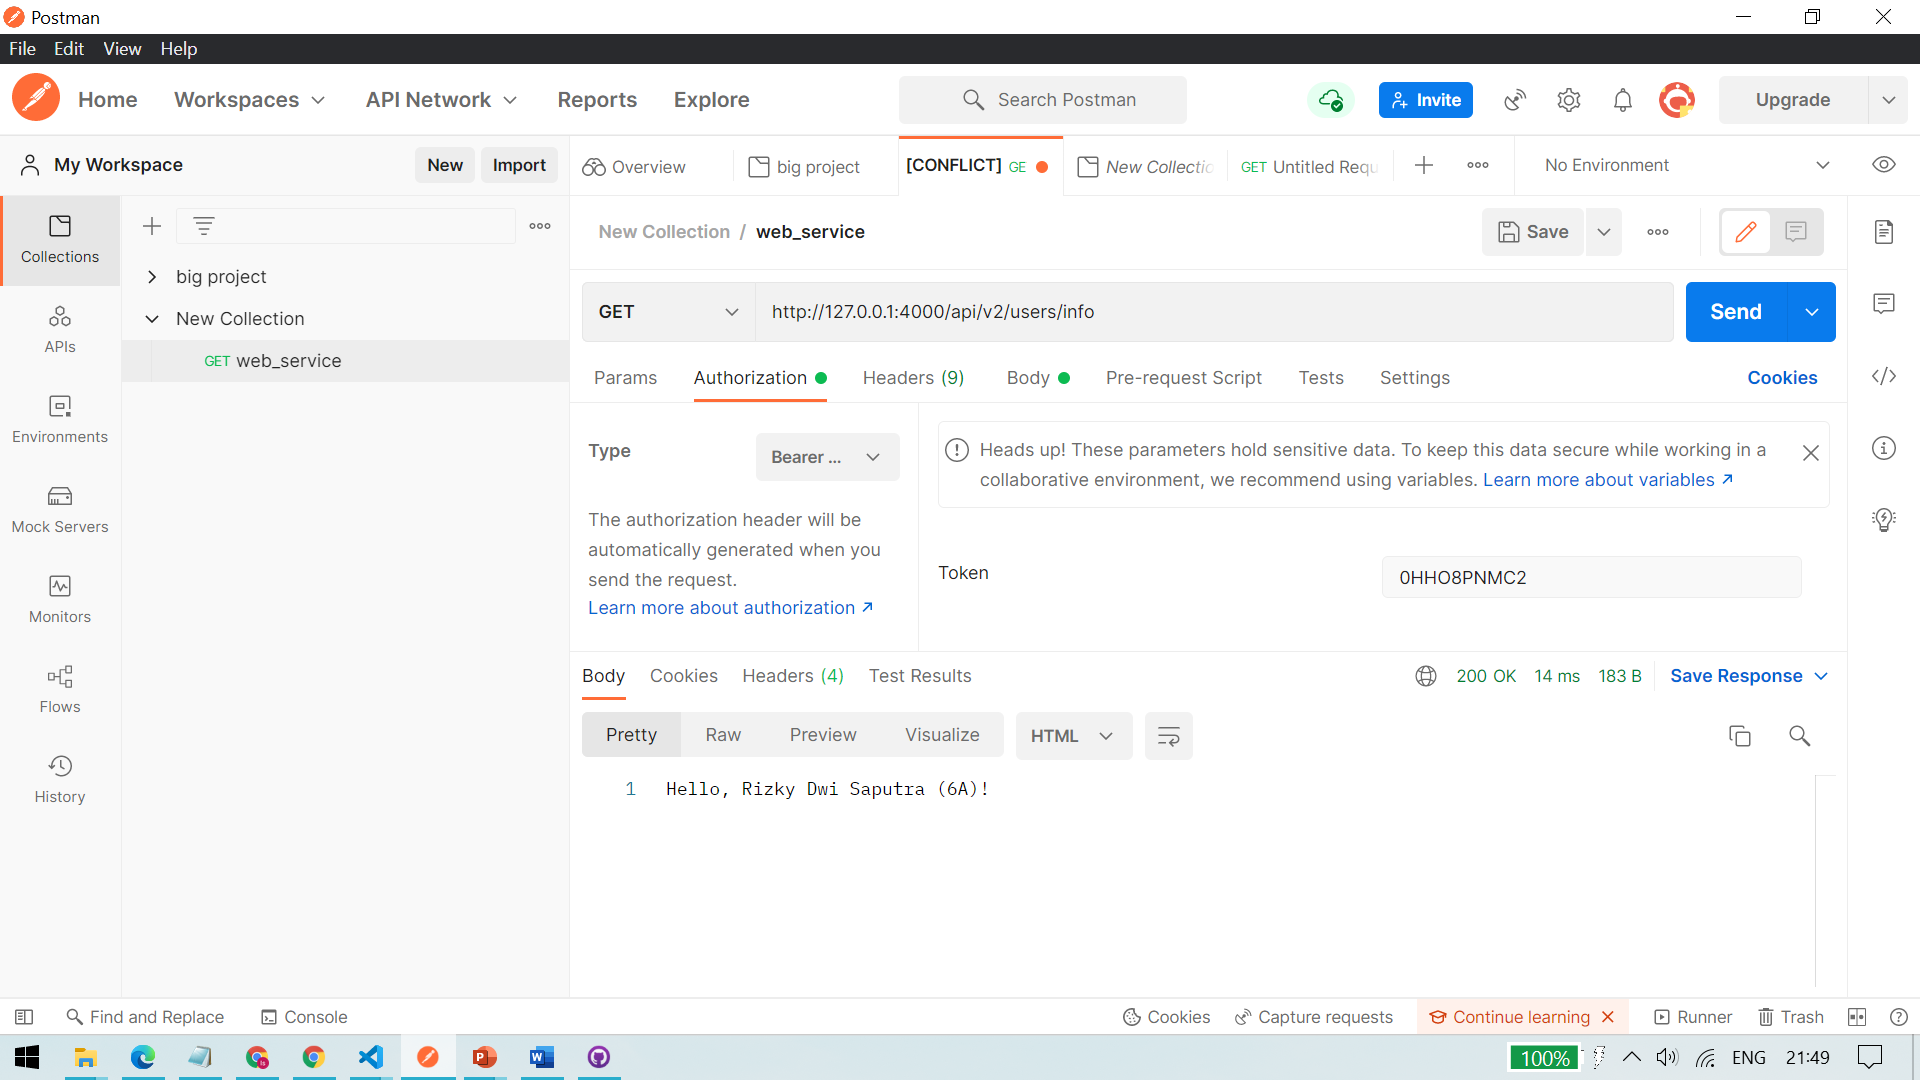 Postman
File Edit View Help
Home Workspaces API Network Reports Explore Search Postman Invite Upgrade
My Workspace New Import Overview big project [CONFLICT] GE New Collectic GET Untitled Requ No Environment
Collections
APIs
Environments
Mock Servers
Monitors
Flows
History
big project
New Collection
GET web_service
New Collection / web_service Save
GET http://127.0.0.1:4000/api/v2/users/info Send
Params Authorization Headers (9) Body Pre-request Script Tests Settings Cookies
Type Bearer ...
The authorization header will be
automatically generated when you
send the request.
Learn more about authorization
Heads up! These parameters hold sensitive data. To keep this data secure while working in a
collaborative environment, we recommend using variables. Learn more about variables
Token 0HHO8PNMC2
Body Cookies Headers (4) Test Results 200 OK 14 ms 183 B Save Response
Pretty Raw Preview Visualize HTML
1 Hello, Rizky Dwi Saputra (6A)!
Find and Replace Console Cookies Capture requests Continue learning Runner Trash
100% ENG 21:49